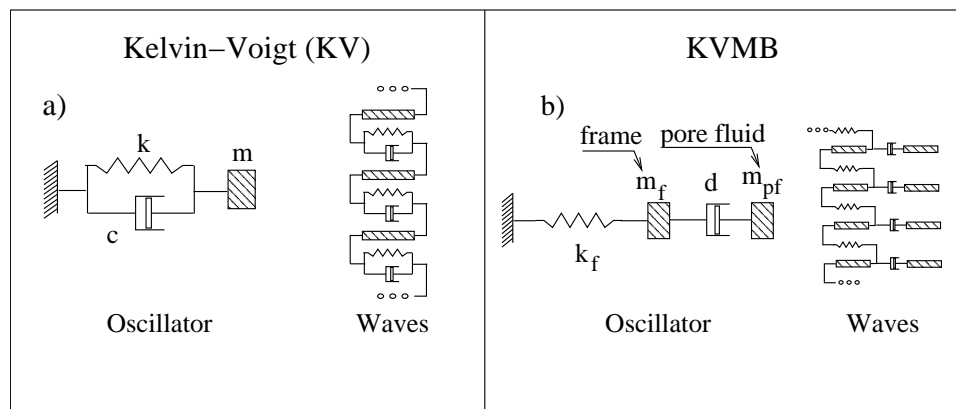 Kelvin–Voigt (KV)
a)
k
m
c
Oscillator
Waves
KVMB
b)
frame
pore fluid
m_f
d
m_pf
k_f
Oscillator
Waves